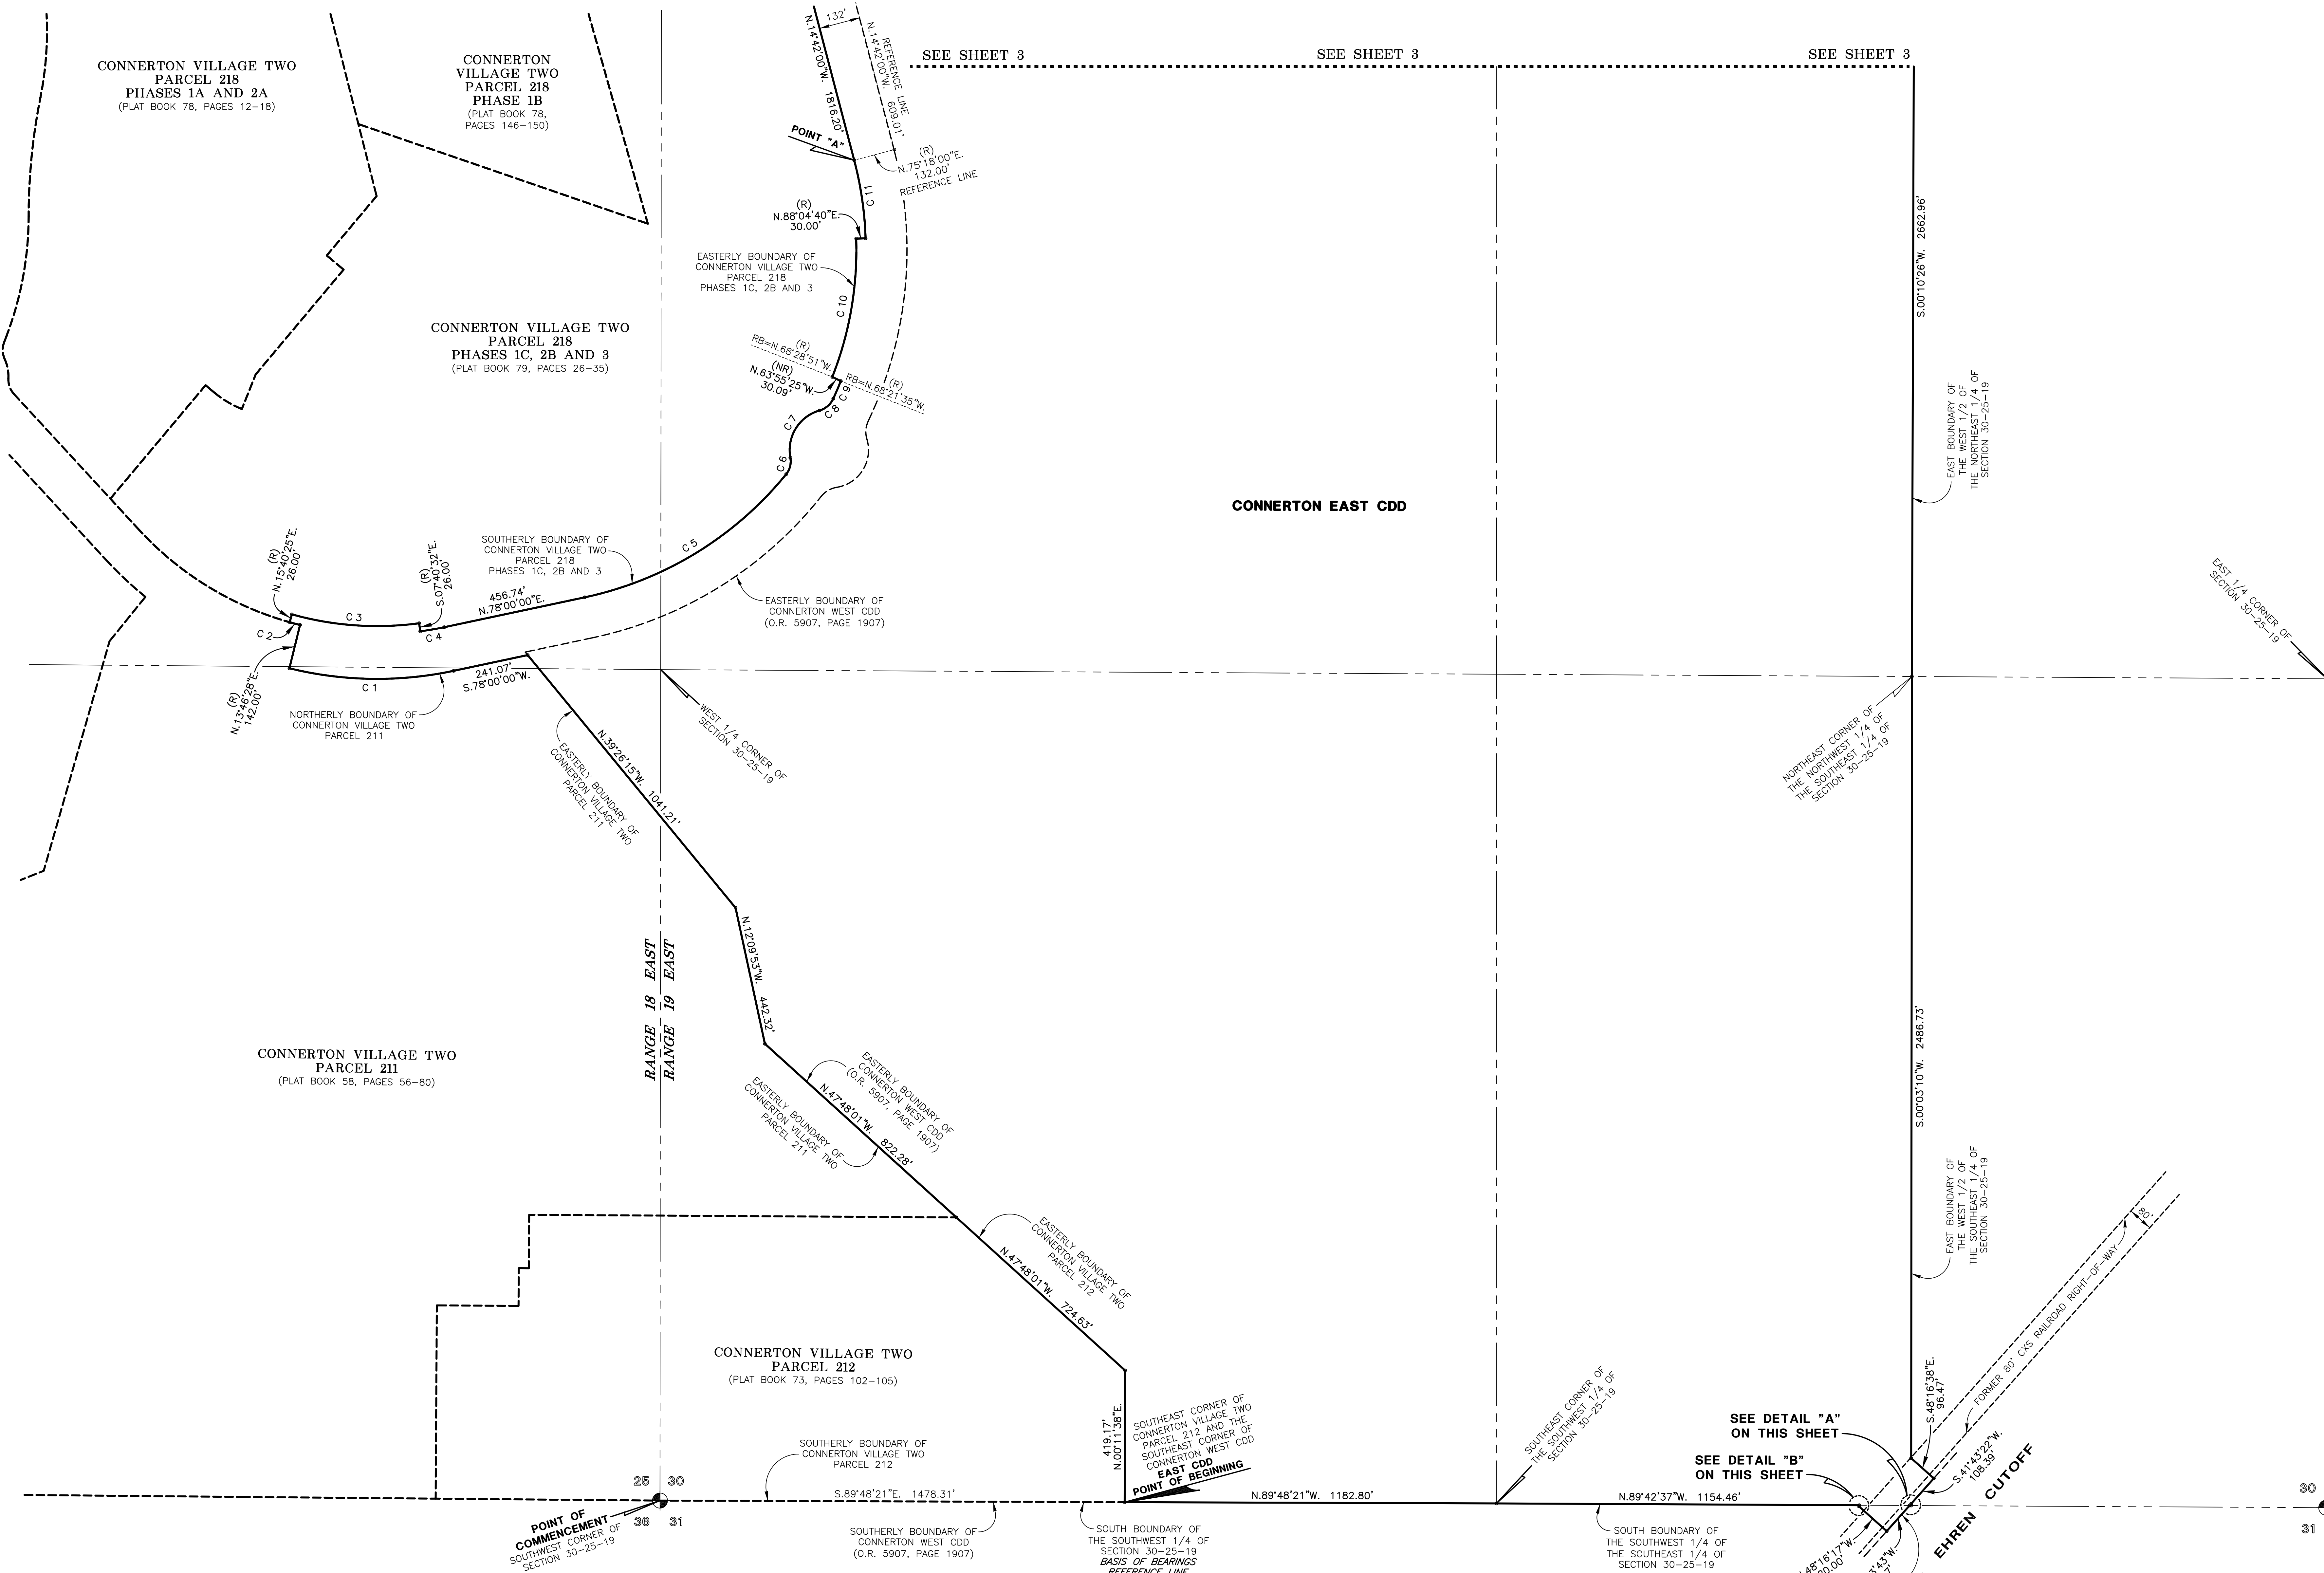 CONNERTON VILLAGE TWO
PARCEL 218
PHASES 1A AND 2A
(PLAT BOOK 78, PAGES 12-18)
CONNERTON
VILLAGE TWO
PARCEL 218
PHASE 1B
(PLAT BOOK 78,
PAGES 146-150)
N.14°42'00"W. 1816.20'
132'
REFERENCE LINE
N.14°42'00"W. 609.01'
SEE SHEET 3
SEE SHEET 3
SEE SHEET 3
POINT "A"
(R)
N.75°18'00"E.
132.00'
REFERENCE LINE
C 11
(R)
N.88°04'40"E.
30.00'
EASTERLY BOUNDARY OF
CONNERTON VILLAGE TWO
PARCEL 218
PHASES 1C, 2B AND 3
C 10
S.00°10'26"W. 2662.96'
CONNERTON VILLAGE TWO
PARCEL 218
PHASES 1C, 2B AND 3
(PLAT BOOK 79, PAGES 26-35)
(R)
RB=N.68°28'51"W.
(NR)
N.63°55'25"W.
30.09'
(R)
RB=N.68°21'35"W.
C 9
C 8
C 7
C 6
EAST BOUNDARY OF
THE WEST 1/2 OF
THE NORTHEAST 1/4 OF
SECTION 30-25-19
CONNERTON EAST CDD
(R)
N.15°40'25"E.
26.00'
(R)
S.07°40'32"E.
26.00'
SOUTHERLY BOUNDARY OF
CONNERTON VILLAGE TWO
PARCEL 218
PHASES 1C, 2B AND 3
C 5
456.74'
N.78°00'00"E.
EASTERLY BOUNDARY OF
CONNERTON WEST CDD
(O.R. 5907, PAGE 1907)
EAST 1/4 CORNER OF
SECTION 30-25-19
C 3
C 2
C 4
C 1
(R)
N.13°46'28"E.
142.00'
241.07'
S.78°00'00"W.
NORTHERLY BOUNDARY OF
CONNERTON VILLAGE TWO
PARCEL 211
WEST 1/4 CORNER OF
SECTION 30-25-19
N.39°26'15"W. 1041.21'
EASTERLY BOUNDARY OF
CONNERTON VILLAGE TWO
PARCEL 211
NORTHEAST CORNER OF
THE NORTHWEST 1/4 OF
THE SOUTHEAST 1/4 OF
SECTION 30-25-19
N.12°09'53"W. 442.32'
RANGE 18 EAST
RANGE 19 EAST
CONNERTON VILLAGE TWO
PARCEL 211
(PLAT BOOK 58, PAGES 56-80)
EASTERLY BOUNDARY OF
CONNERTON WEST CDD
(O.R. 5907, PAGE 1907)
N.47°48'01"W. 822.28'
EASTERLY BOUNDARY OF
CONNERTON VILLAGE TWO
PARCEL 211
S.00°03'10"W. 2486.73'
EAST BOUNDARY OF
THE WEST 1/2 OF
THE SOUTHEAST 1/4 OF
SECTION 30-25-19
80'
FORMER 80' CXS RAILROAD RIGHT-OF-WAY
EASTERLY BOUNDARY OF
CONNERTON VILLAGE TWO
PARCEL 212
N.47°48'01"W. 724.63'
CONNERTON VILLAGE TWO
PARCEL 212
(PLAT BOOK 73, PAGES 102-105)
419.17'
N.00°11'38"E.
SOUTHEAST CORNER OF
CONNERTON VILLAGE TWO
PARCEL 212 AND THE
SOUTHEAST CORNER OF
CONNERTON WEST CDD
EAST CDD
POINT OF BEGINNING
SOUTHEAST CORNER OF
THE SOUTHWEST 1/4 OF
SECTION 30-25-19
S.48°16'38"E.
96.47'
S.41°43'22"W.
108.39'
SEE DETAIL "A"
ON THIS SHEET
SEE DETAIL "B"
ON THIS SHEET
EHREN CUTOFF
SOUTHERLY BOUNDARY OF
CONNERTON VILLAGE TWO
PARCEL 212
25 30
36 31
S.89°48'21"E. 1478.31'
N.89°48'21"W. 1182.80'
N.89°42'37"W. 1154.46'
30
31
POINT OF
COMMENCEMENT
SOUTHWEST CORNER OF
SECTION 30-25-19
SOUTHERLY BOUNDARY OF
CONNERTON WEST CDD
(O.R. 5907, PAGE 1907)
SOUTH BOUNDARY OF
THE SOUTHWEST 1/4 OF
SECTION 30-25-19
BASIS OF BEARINGS
REFERENCE LINE
SOUTH BOUNDARY OF
THE SOUTHWEST 1/4 OF
THE SOUTHEAST 1/4 OF
SECTION 30-25-19
48°16'17"W.